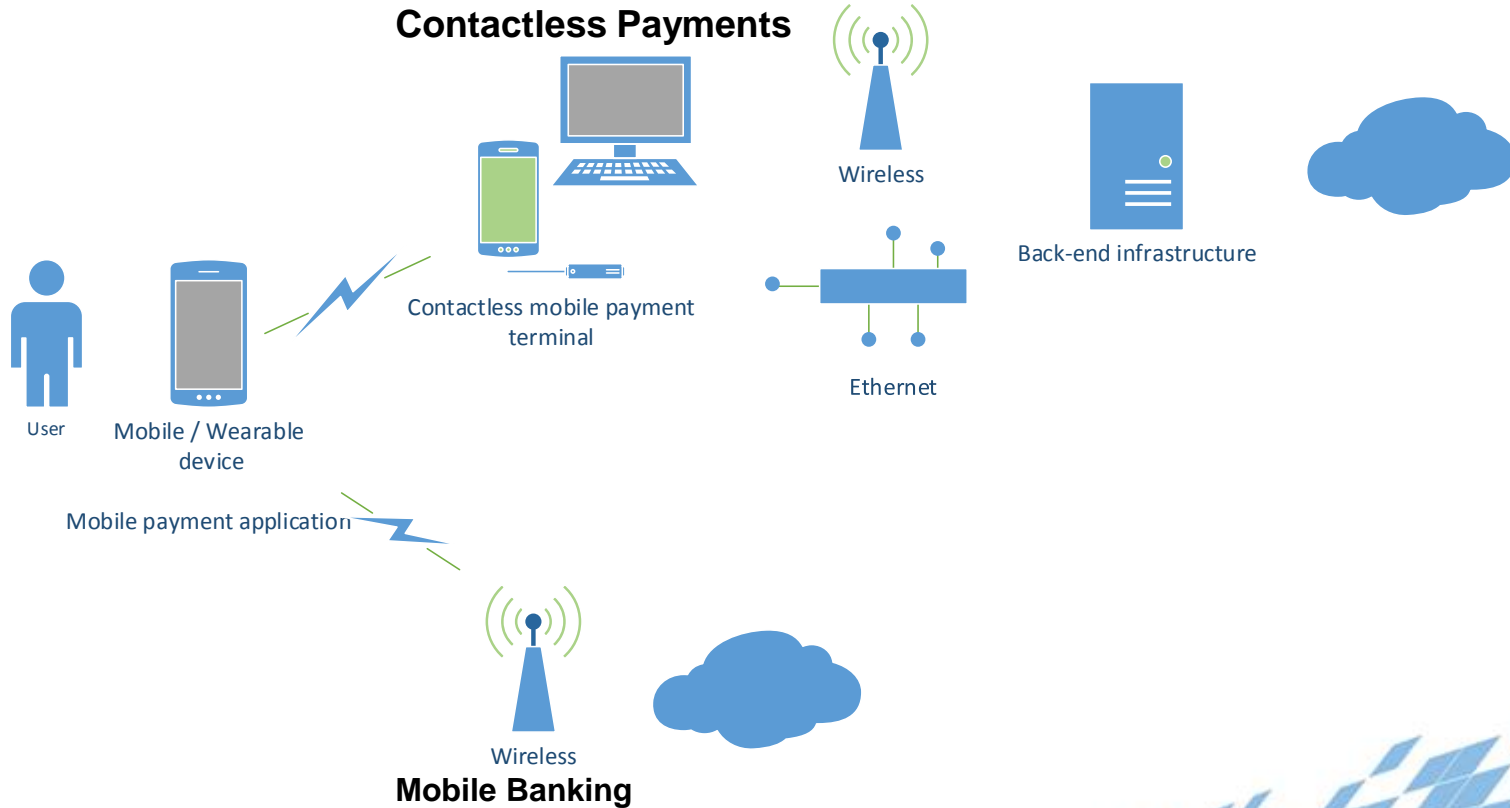 Contactless Payments
Wireless
Back-end infrastructure
Contactless mobile payment
terminal
Ethernet
User
Mobile / Wearable
device
Mobile payment application
Wireless
Mobile Banking